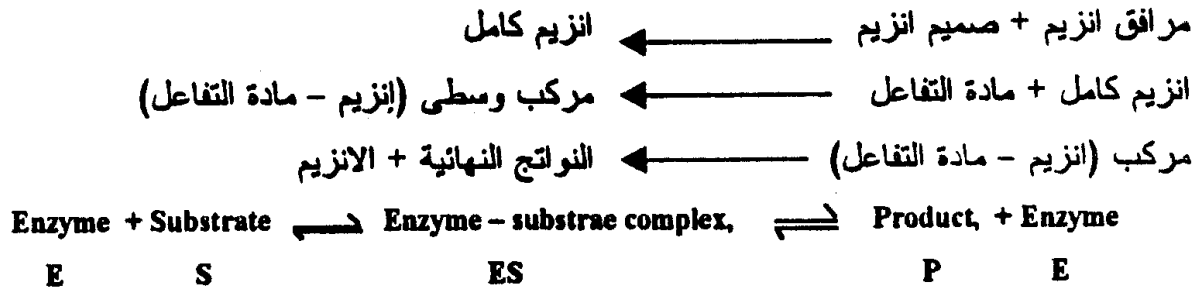 مرافق انزيم + صميم انزيم ← انزيم كامل
انزيم كامل + مادة التفاعل ← مركب وسطى (إنزيم – مادة التفاعل)
مركب (انزيم – مادة التفاعل) ← النواتج النهائية + الانزيم
Enzyme + Substrate ⇌ Enzyme – substrae complex, ⇌ Product, + Enzyme
E S ES P E